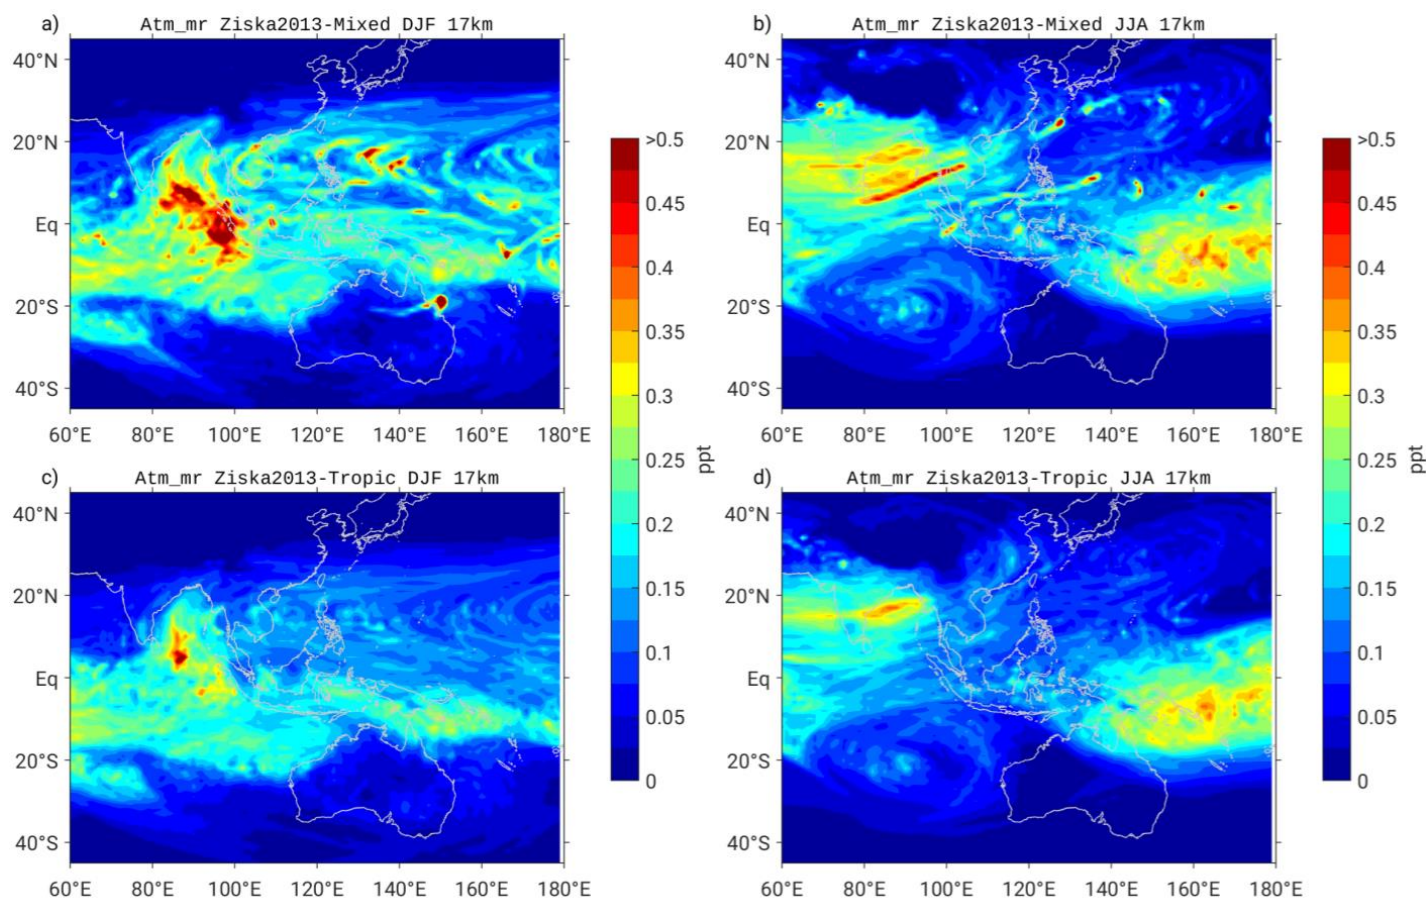 a) Atm_mr Ziska2013-Mixed DJF 17km
40°N
20°N
Eq
20°S
40°S
60°E 80°E 100°E 120°E 140°E 160°E 180°E
b) Atm_mr Ziska2013-Mixed JJA 17km
40°N
20°N
Eq
20°S
40°S
60°E 80°E 100°E 120°E 140°E 160°E 180°E
c) Atm_mr Ziska2013-Tropic DJF 17km
40°N
20°N
Eq
20°S
40°S
60°E 80°E 100°E 120°E 140°E 160°E 180°E
>0.5
0.45
0.4
0.35
0.3
0.25
0.2
0.15
0.1
0.05
0
ppt
d) Atm_mr Ziska2013-Tropic JJA 17km
40°N
20°N
Eq
20°S
40°S
60°E 80°E 100°E 120°E 140°E 160°E 180°E
>0.5
0.45
0.4
0.35
0.3
0.25
0.2
0.15
0.1
0.05
0
ppt